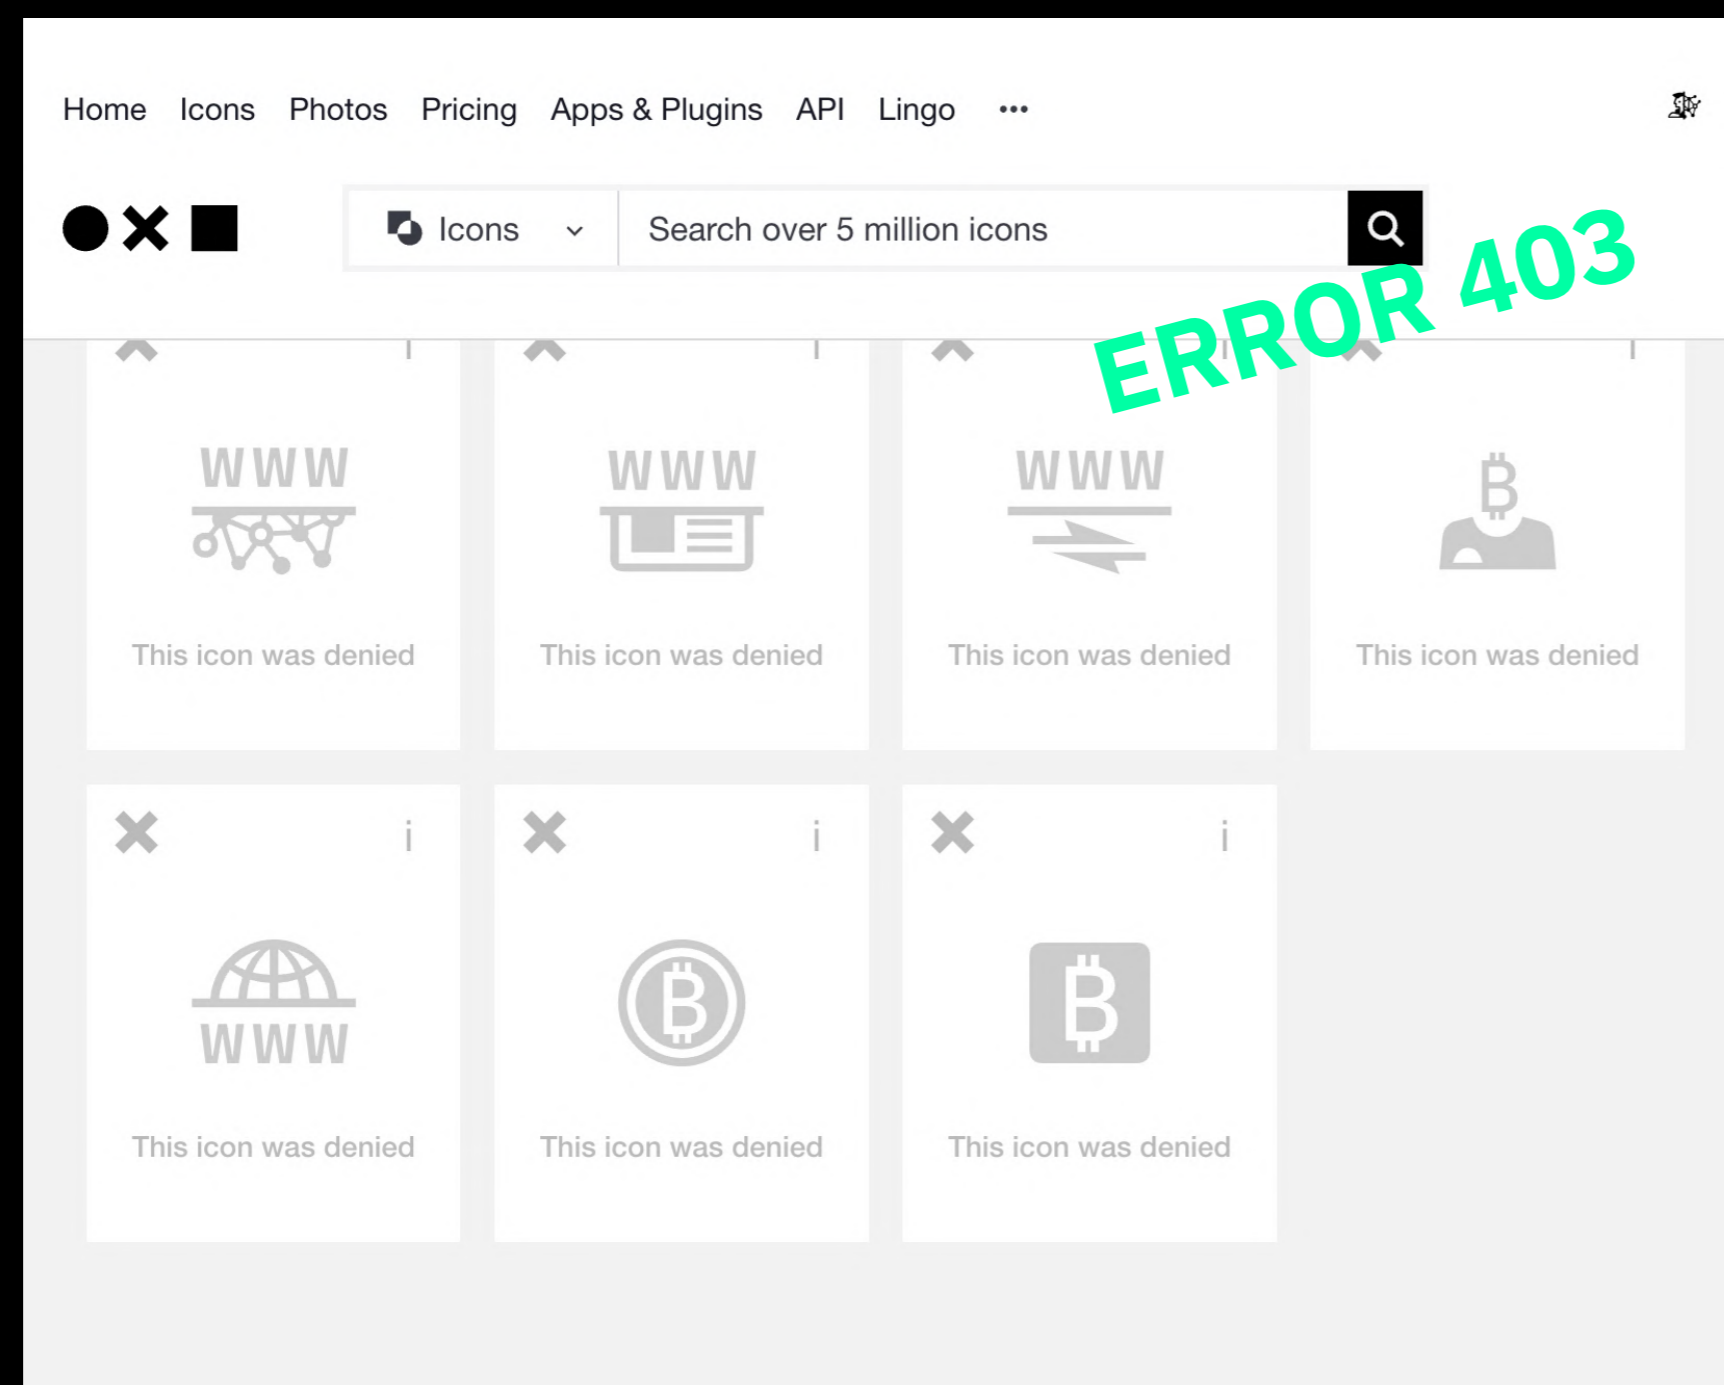 Home Icons Photos Pricing Apps & Plugins API Lingo •••
Icons Search over 5 million icons
ERROR 403
i i i i
WWW WWW WWW
This icon was denied This icon was denied This icon was denied This icon was denied
i i i
WWW
This icon was denied This icon was denied This icon was denied